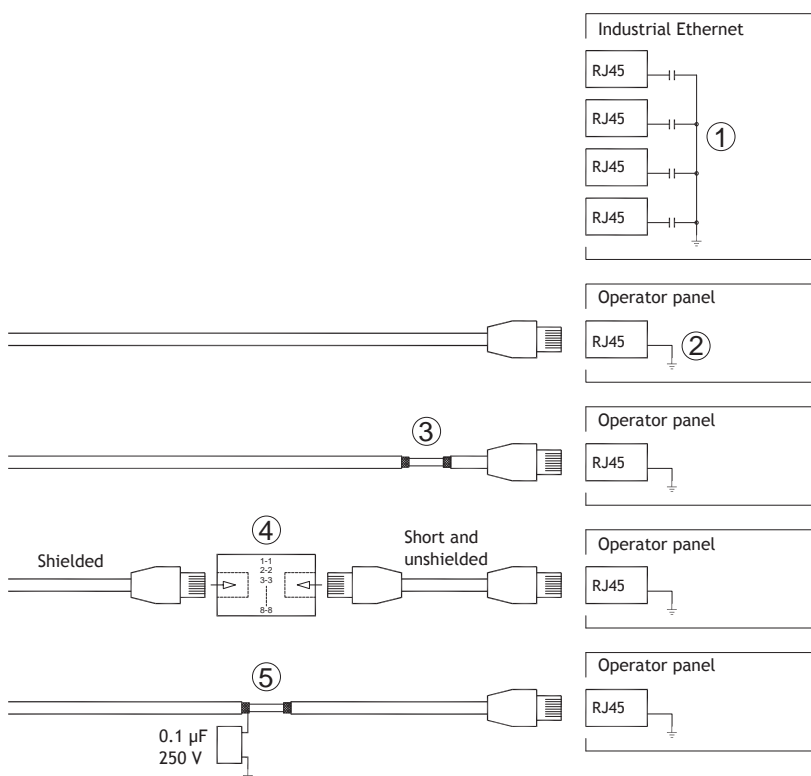 Industrial Ethernet
RJ45
RJ45
RJ45
RJ45
1
Operator panel
RJ45
2
Operator panel
3
RJ45
Operator panel
4
Short and
unshielded
Shielded
1-1
2-2
3-3
8-8
RJ45
Operator panel
5
RJ45
0.1 µF
250 V